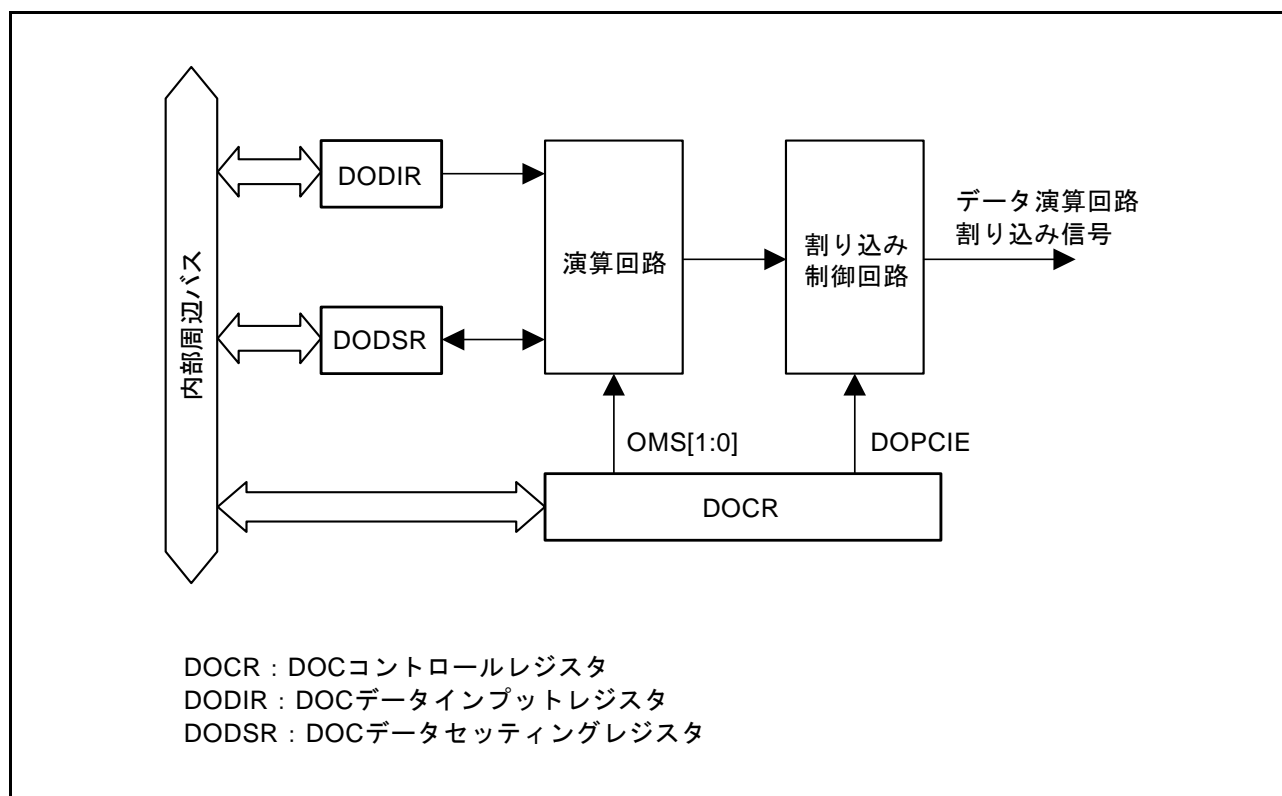 内部周辺バス
DODIR
DODSR
演算回路
割り込み
制御回路
データ演算回路
割り込み信号
OMS[1:0]
DOPCIE
DOCR
DOCR：DOCコントロールレジスタ
DODIR：DOCデータインプットレジスタ
DODSR：DOCデータセッティングレジスタ